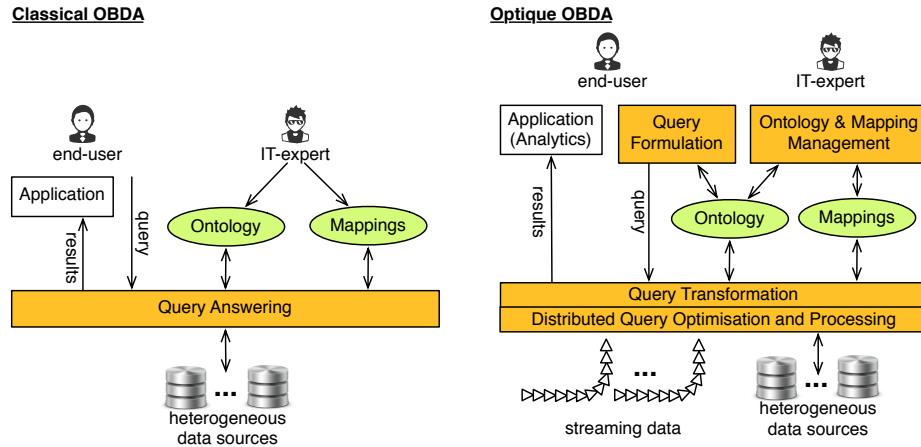 Classical OBDA
end-user
IT-expert
Application
results
query
Ontology
Mappings
Query Answering
...
heterogeneous
data sources
Optique OBDA
end-user
IT-expert
Application
(Analytics)
Query
Formulation
Ontology & Mapping
Management
results
query
Ontology
Mappings
Query Transformation
Distributed Query Optimisation and Processing
...
streaming data
...
heterogeneous
data sources